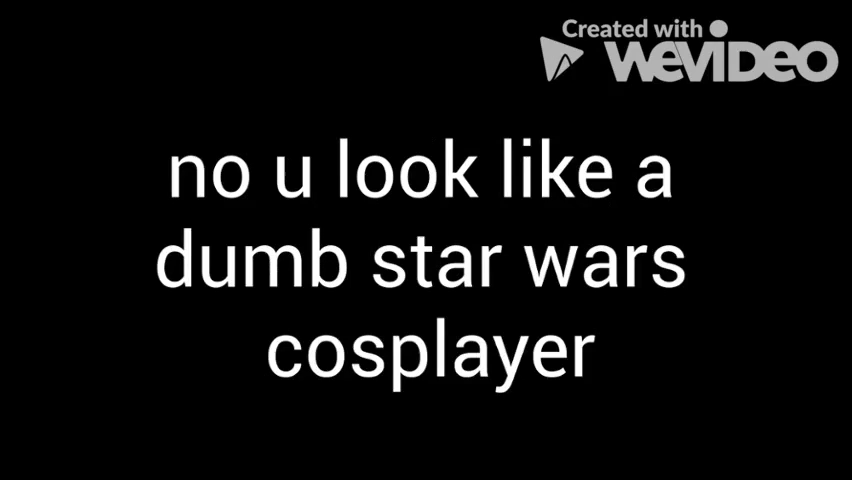 Created with
WEVIDEO
no u look like a
dumb star wars
cosplayer